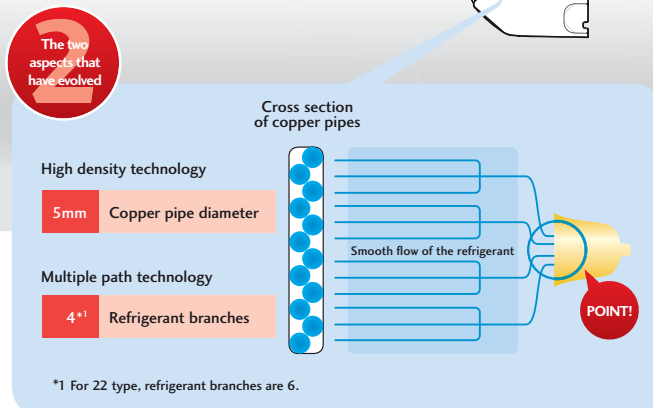 2
The two
aspects that
have evolved
Cross section
of copper pipes
High density technology
5mm Copper pipe diameter
Smooth flow of the refrigerant
Multiple path technology
4*1 Refrigerant branches
POINT!
*1 For 22 type, refrigerant branches are 6.